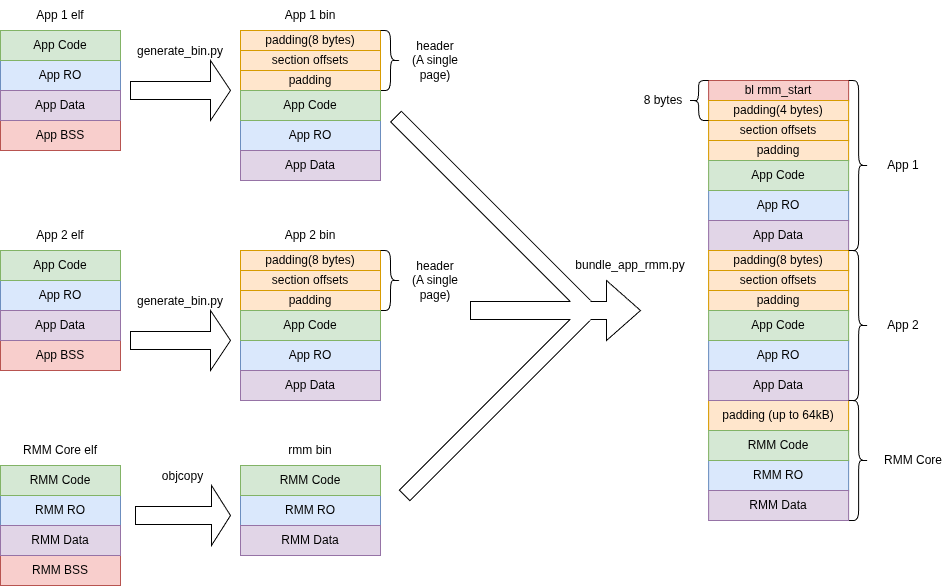 App 1 elf
App Code
App RO
App Data
App BSS
generate_bin.py
App 1 bin
padding(8 bytes)
section offsets
padding
App Code
App RO
App Data
header
(A single
page)
App 2 elf
App Code
App RO
App Data
App BSS
generate_bin.py
App 2 bin
padding(8 bytes)
section offsets
padding
App Code
App RO
App Data
header
(A single
page)
RMM Core elf
RMM Code
RMM RO
RMM Data
RMM BSS
objcopy
rmm bin
RMM Code
RMM RO
RMM Data
bundle_app_rmm.py
8 bytes
bl rmm_start
padding(4 bytes)
section offsets
padding
App Code
App RO
App Data
App 1
padding(8 bytes)
section offsets
padding
App Code
App RO
App Data
App 2
padding (up to 64kB)
RMM Code
RMM RO
RMM Data
RMM Core